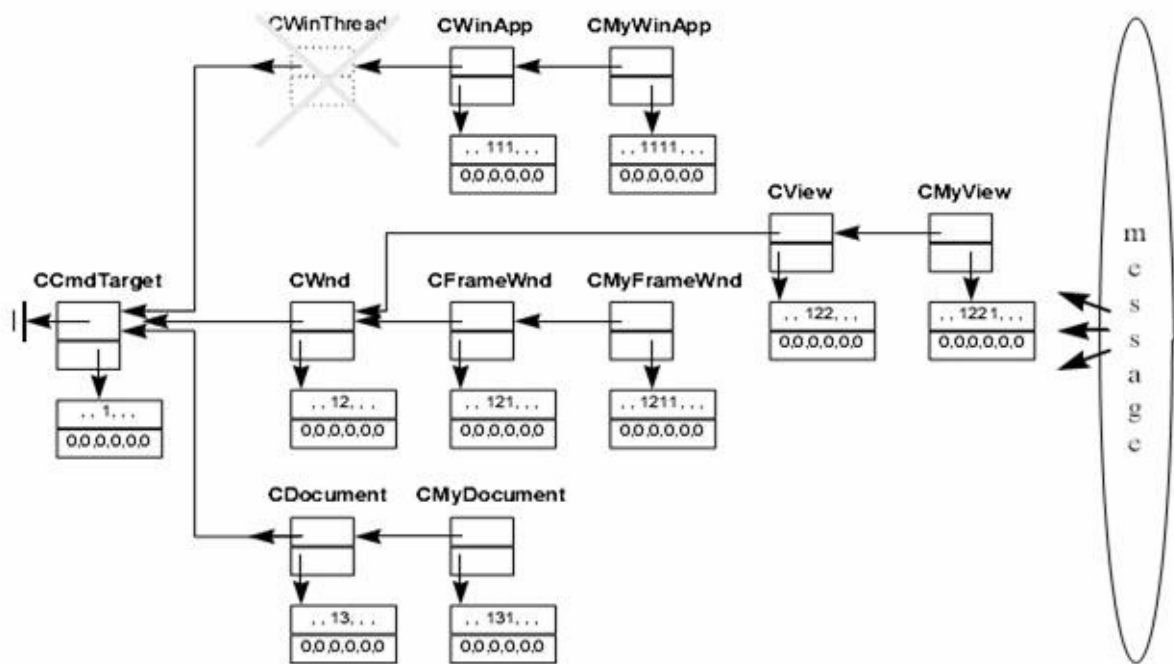 CWinThread
CWinApp
CMyWinApp
, , 111, , ,
0,0,0,0,0,0
, , 1111, , ,
0,0,0,0,0,0
CView
CMyView
, , 122, , ,
0,0,0,0,0,0
, , 1221, , ,
0,0,0,0,0,0
CCmdTarget
CWnd
CFrameWnd
CMyFrameWnd
, , 1, , ,
0,0,0,0,0,0
, , 12, , ,
0,0,0,0,0,0
, , 121, , ,
0,0,0,0,0,0
, , 1211, , ,
0,0,0,0,0,0
CDocument
CMyDocument
, , 13, , ,
0,0,0,0,0,0
, , 131, , ,
0,0,0,0,0,0
message